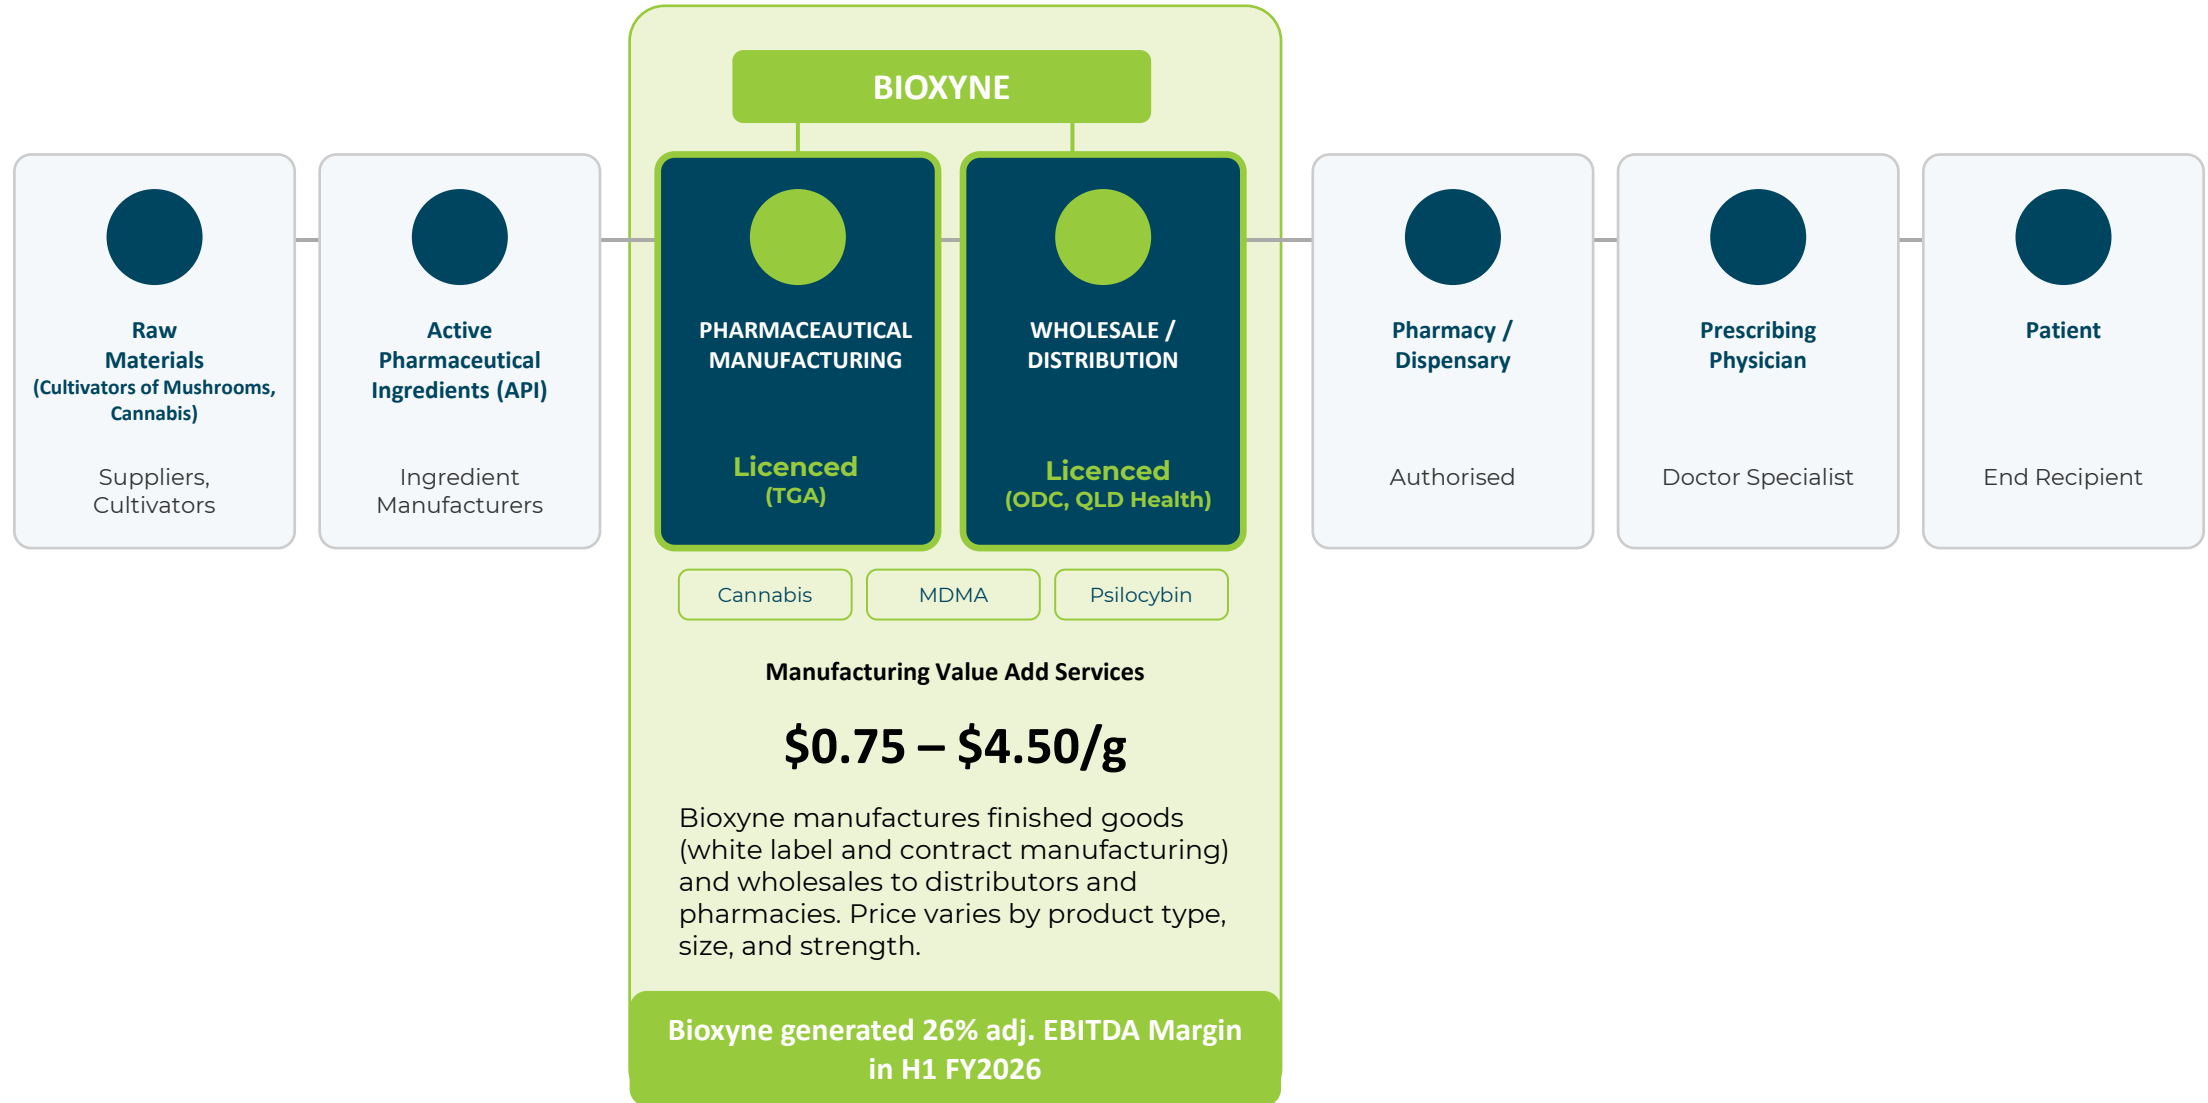 BIOXYNE
Raw
Materials
(Cultivators of Mushrooms,
Cannabis)
Suppliers,
Cultivators
Active
Pharmaceutical
Ingredients (API)
Ingredient
Manufacturers
PHARMACEAUTICAL
MANUFACTURING
Licenced
(TGA)
WHOLESALE /
DISTRIBUTION
Licenced
(ODC, QLD Health)
Pharmacy /
Dispensary
Authorised
Prescribing
Physician
Doctor Specialist
Patient
End Recipient
Cannabis
MDMA
Psilocybin
Manufacturing Value Add Services
$0.75 – $4.50/g
Bioxyne manufactures finished goods
(white label and contract manufacturing)
and wholesales to distributors and
pharmacies. Price varies by product type,
size, and strength.
Bioxyne generated 26% adj. EBITDA Margin
in H1 FY2026